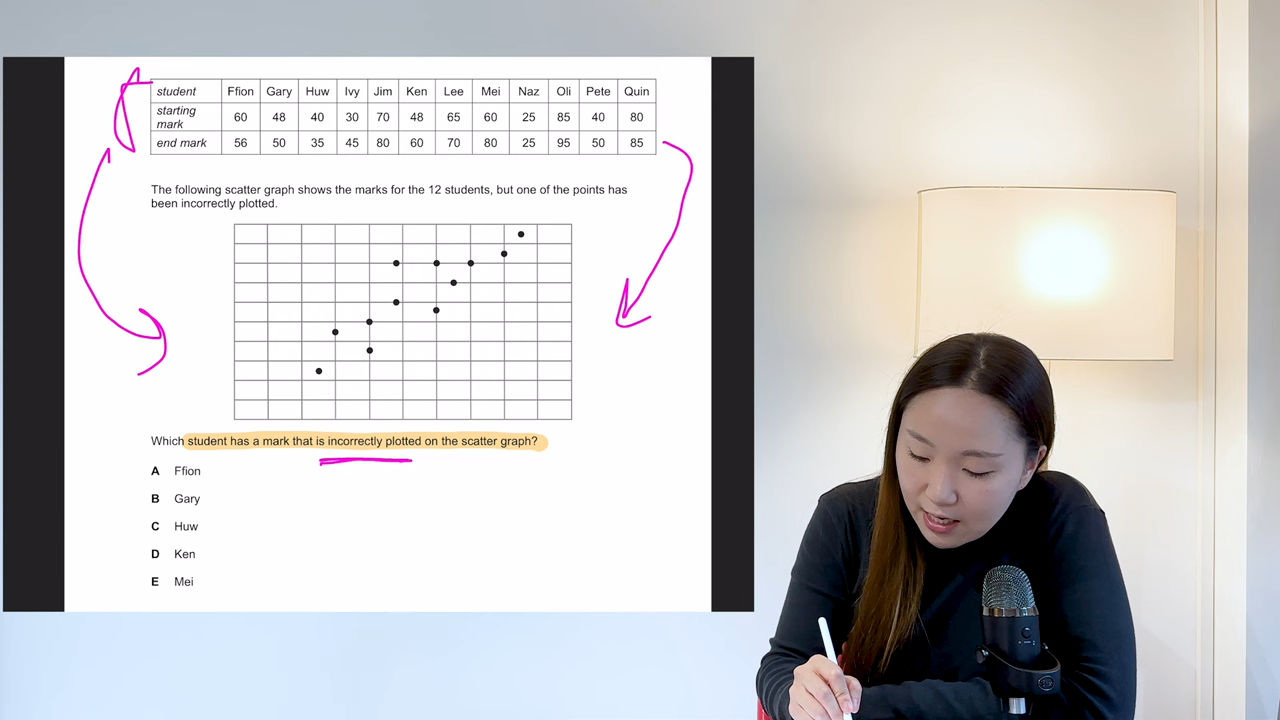 student Ffion Gary Huw Ivy Jim Ken Lee Mei Naz Oli Pete Quin
starting mark 60 48 40 30 70 48 65 60 25 85 40 80
end mark 56 50 35 45 80 60 70 80 25 95 50 85
The following scatter graph shows the marks for the 12 students, but one of the points has
been incorrectly plotted.
Which student has a mark that is incorrectly plotted on the scatter graph?
A Ffion
B Gary
C Huw
D Ken
E Mei